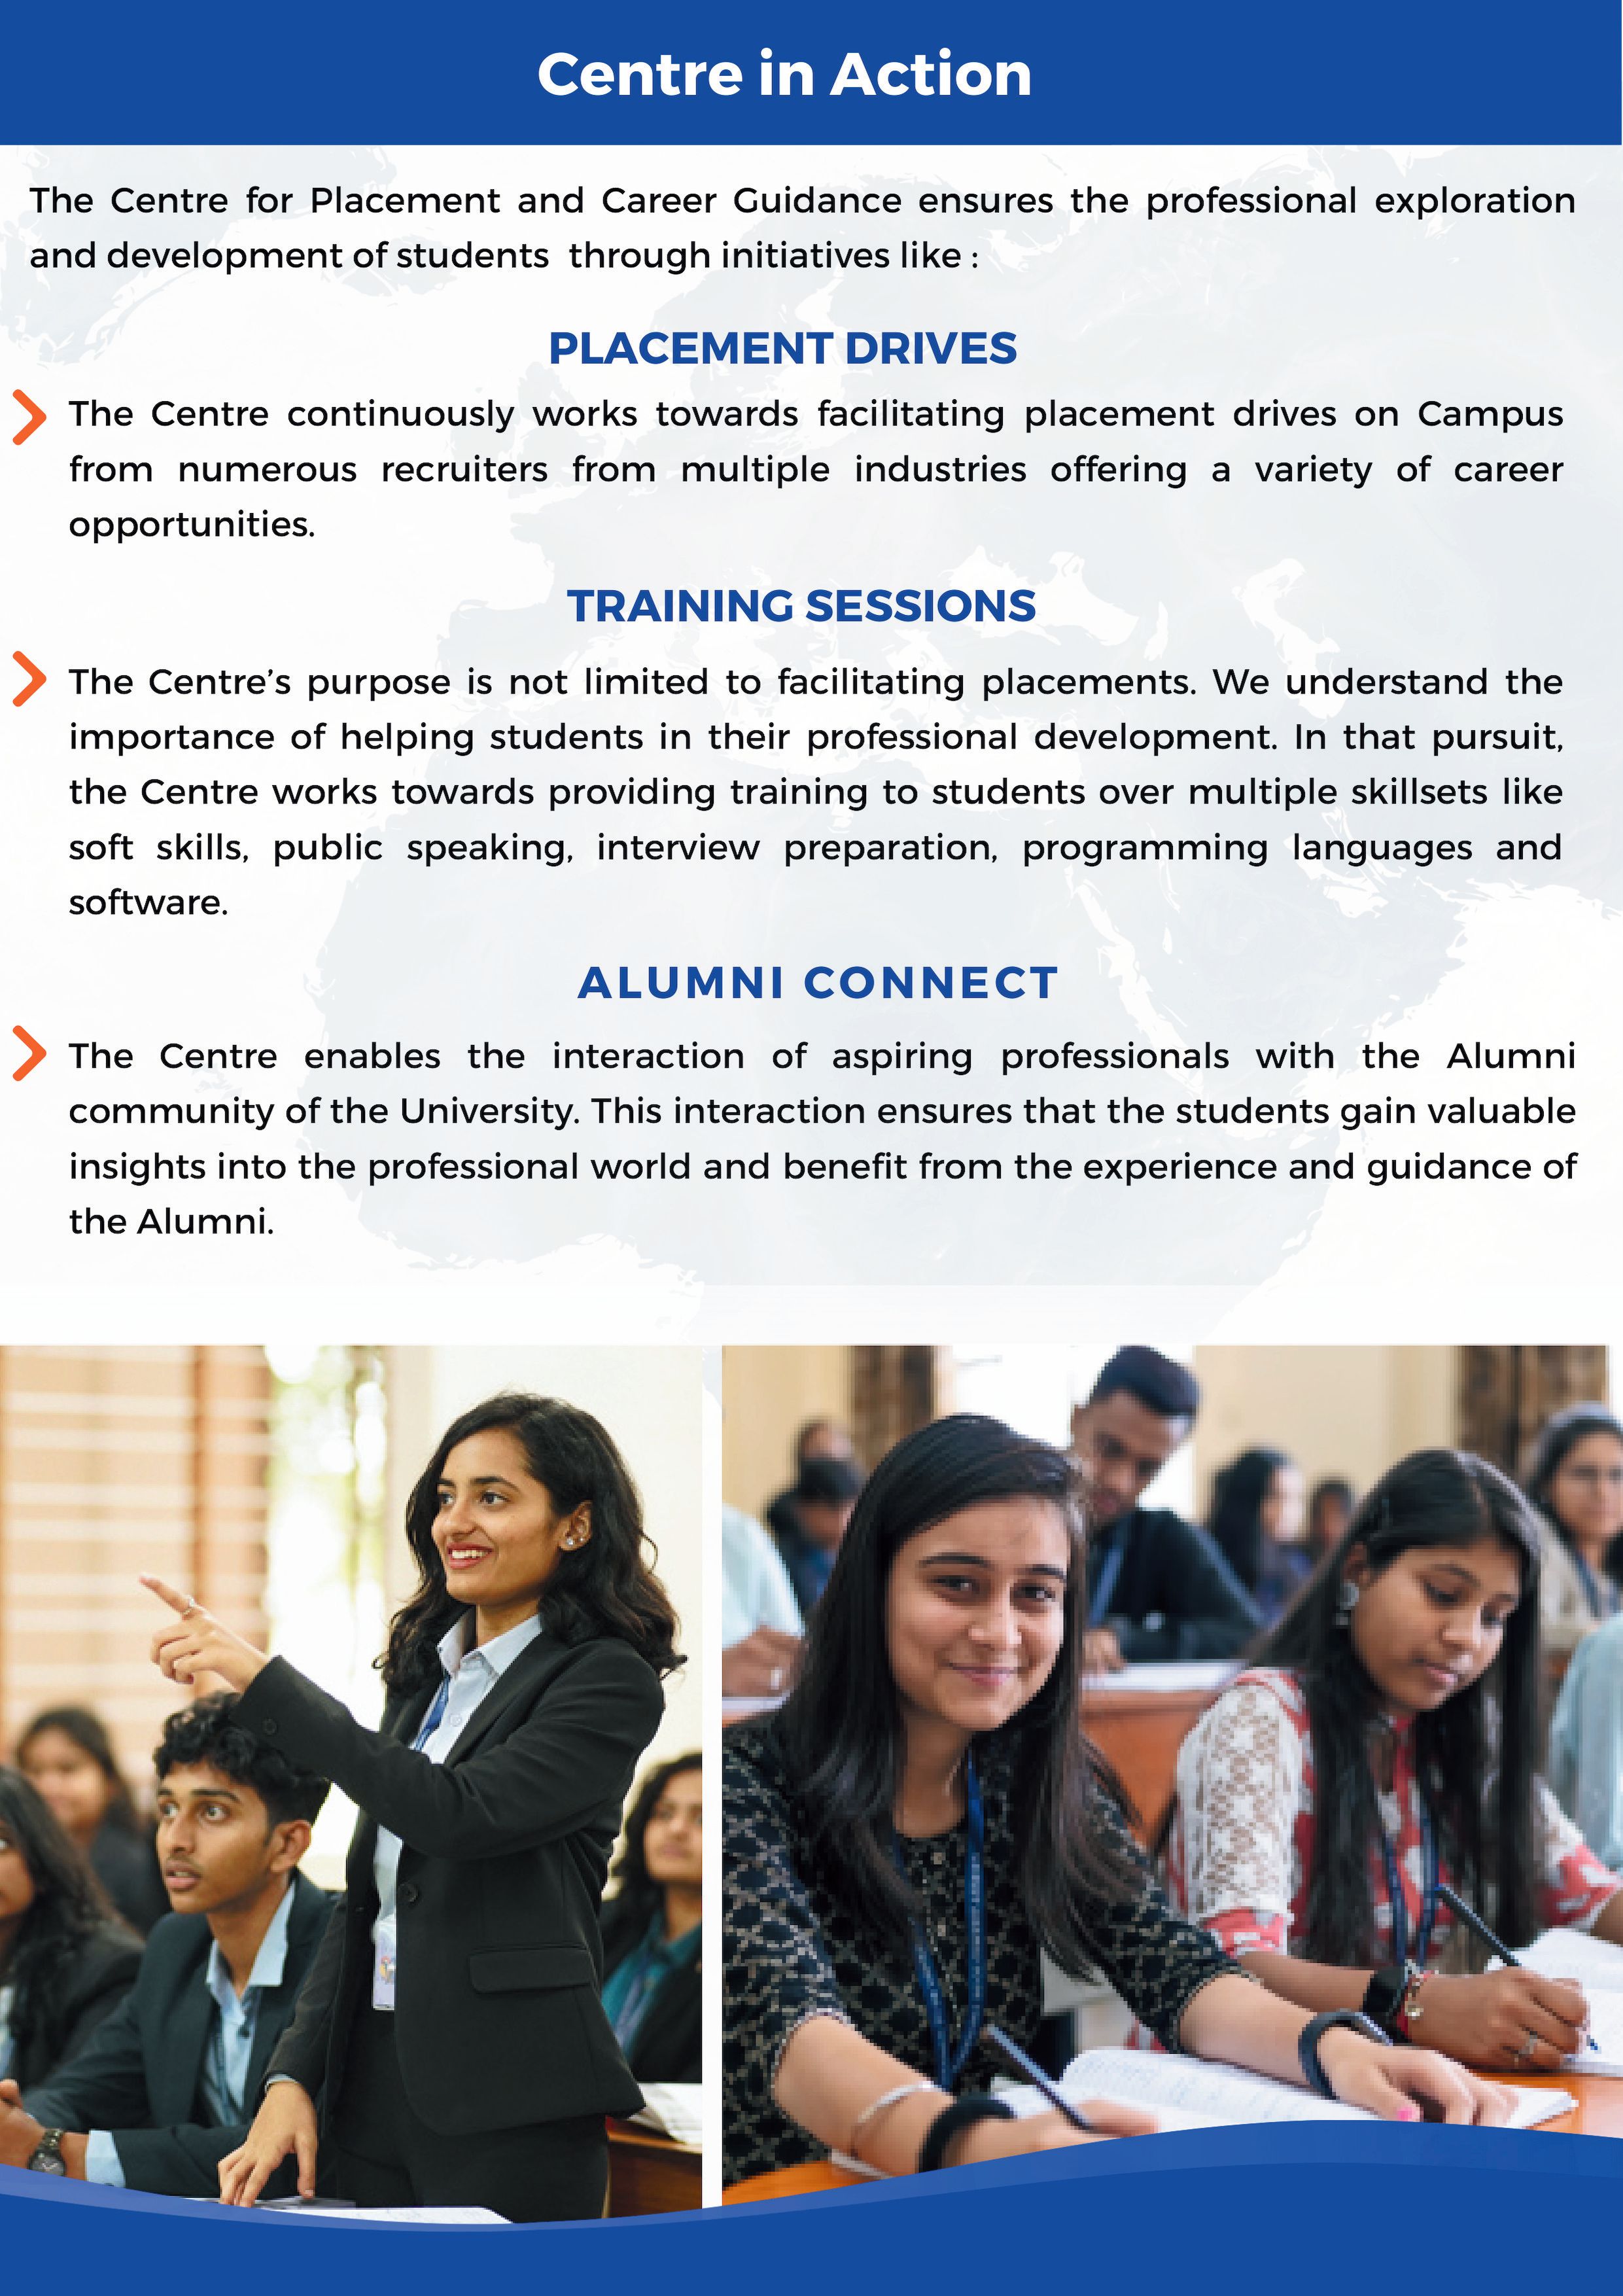 Centre in Action
The Centre for Placement and Career Guidance ensures the professional exploration
and development of students  through initiatives like :
PLACEMENT DRIVES
The Centre continuously works towards facilitating placement drives on Campus
from numerous recruiters from multiple industries offering a variety of career
opportunities.
TRAINING SESSIONS
The Centre’s purpose is not limited to facilitating placements. We understand the
importance of helping students in their professional development. In that pursuit,
the Centre works towards providing training to students over multiple skillsets like
soft skills, public speaking, interview preparation, programming languages and
software.
ALUMNI CONNECT
The Centre enables the interaction of aspiring professionals with the Alumni
community of the University. This interaction ensures that the students gain valuable
insights into the professional world and benefit from the experience and guidance of
the Alumni.